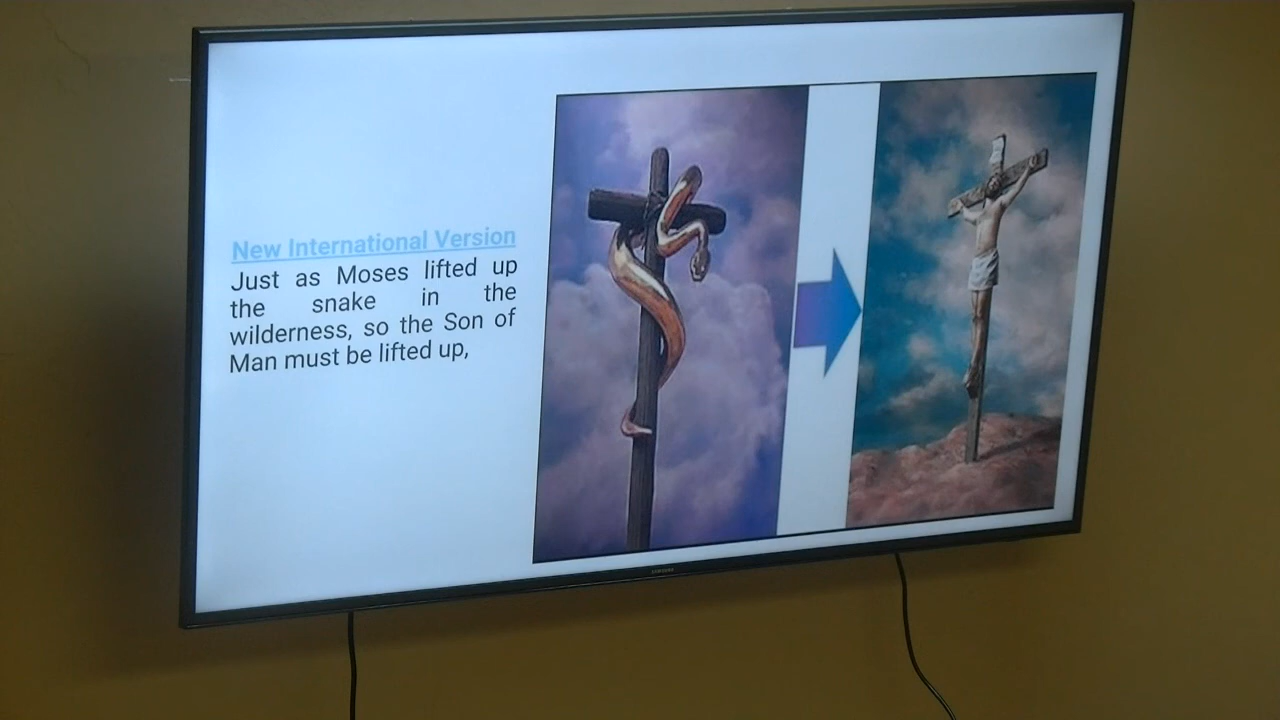 New International Version
Just as Moses lifted up
the snake in the
wilderness, so the Son of
Man must be lifted up,
SAMSUNG